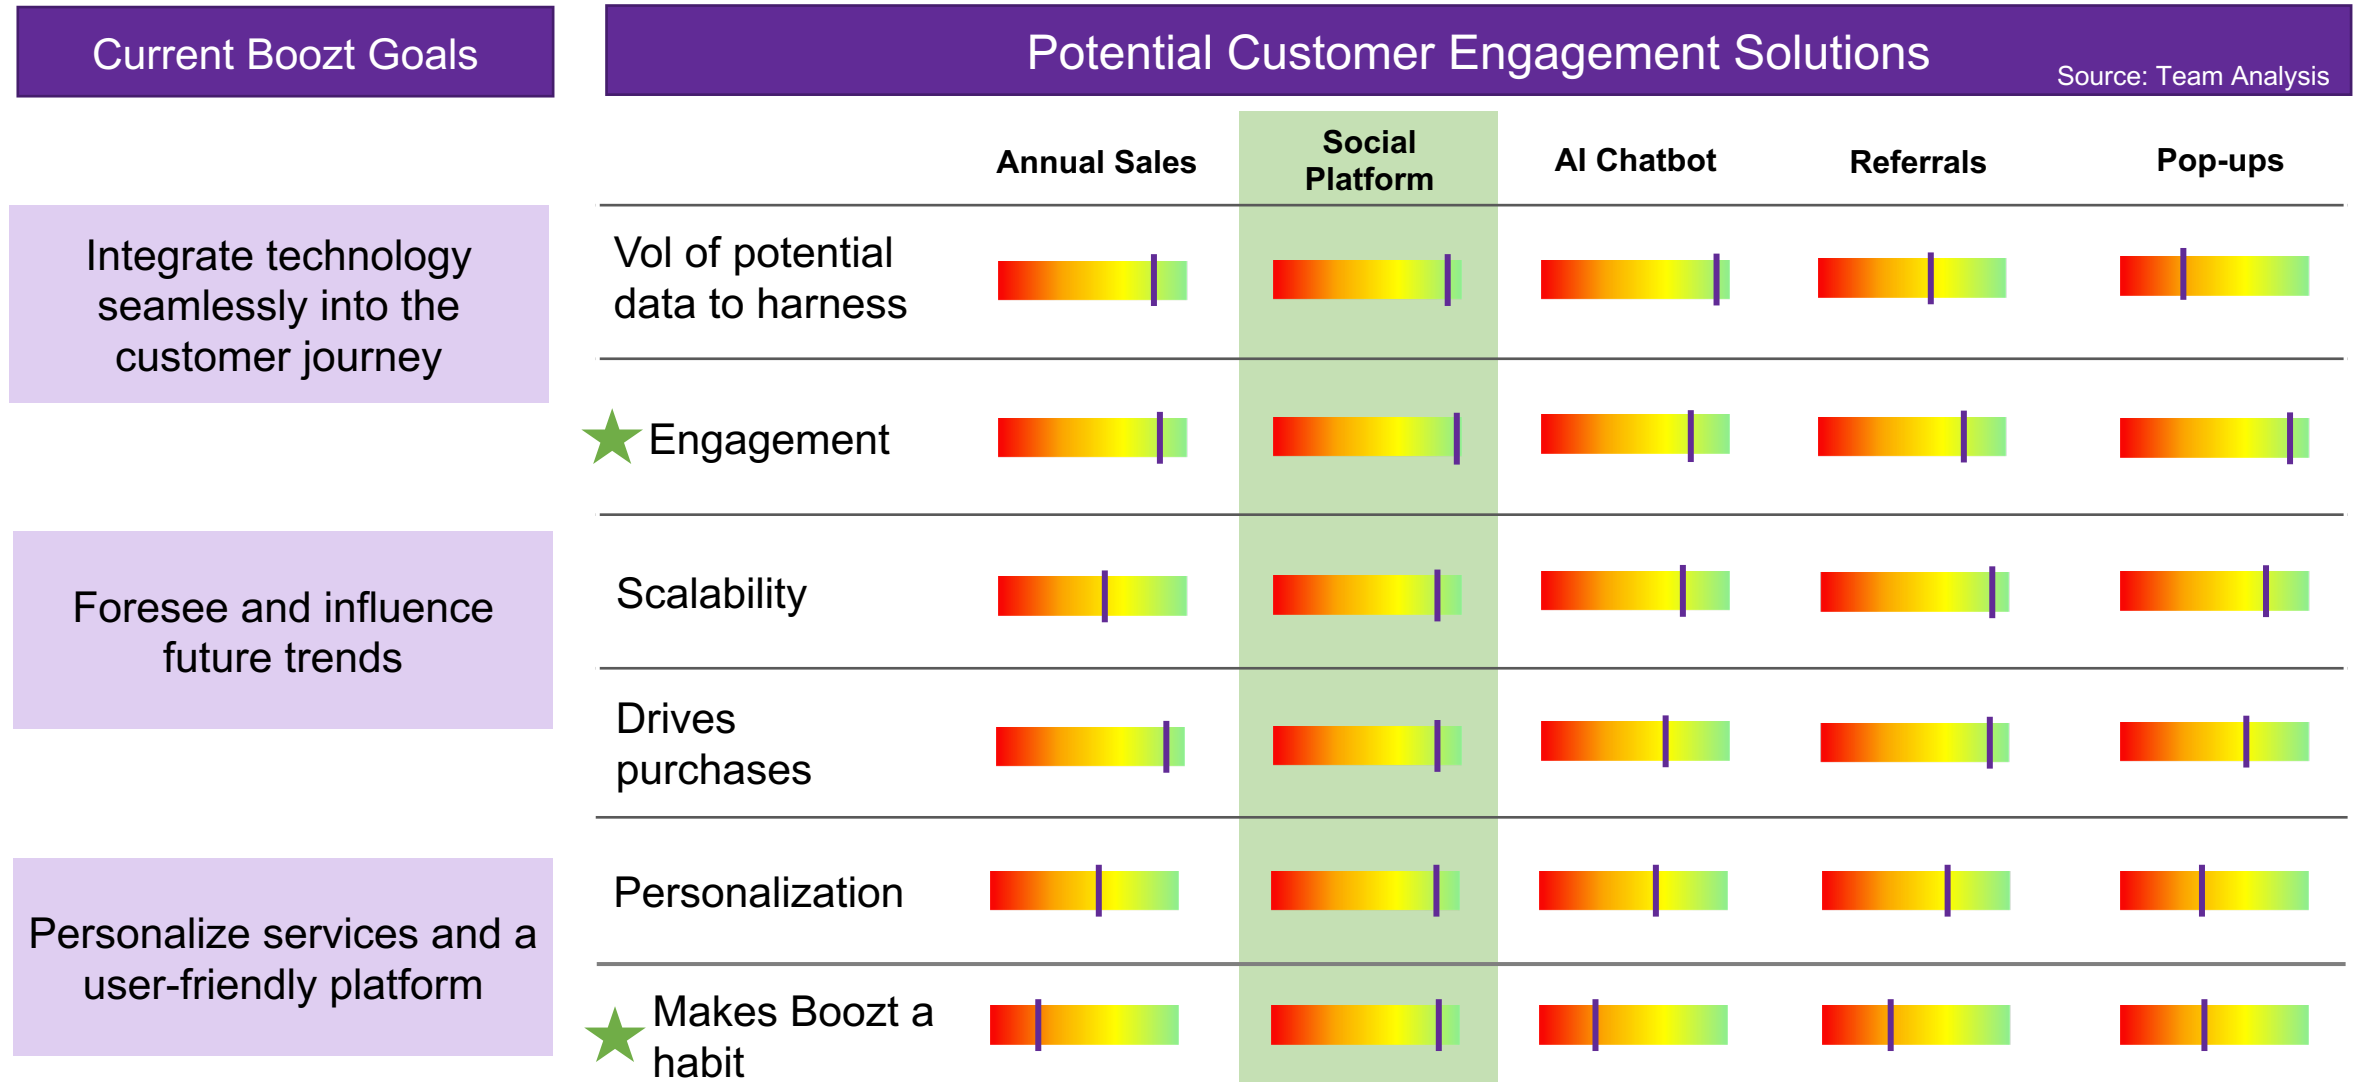 Current Boozt Goals
Potential Customer Engagement Solutions
Source: Team Analysis
Annual Sales
Social
Platform
AI Chatbot
Referrals
Pop-ups
Integrate technology
seamlessly into the
customer journey
Vol of potential
data to harness
Engagement
Foresee and influence
future trends
Scalability
Drives
purchases
Personalize services and a
user-friendly platform
Personalization
Makes Boozt a
habit